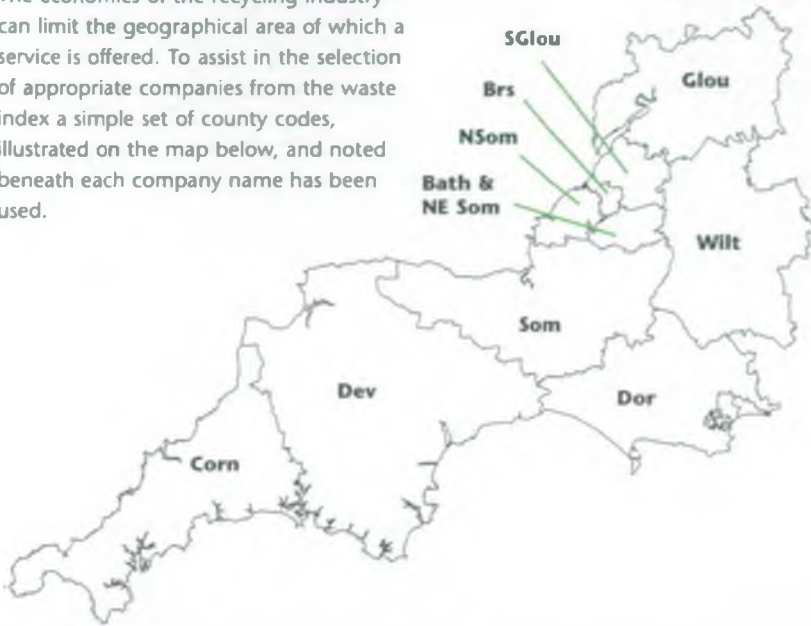 The economics of the recycling industry
can limit the geographical area of which a
service is offered. To assist in the selection
of appropriate companies from the waste
index a simple set of county codes,
illustrated on the map below, and noted
beneath each company name has been
used.
SGlou
Glou
Brs
NSom
Bath &
NE Som
Wilt
Som
Dev
Dor
Corn